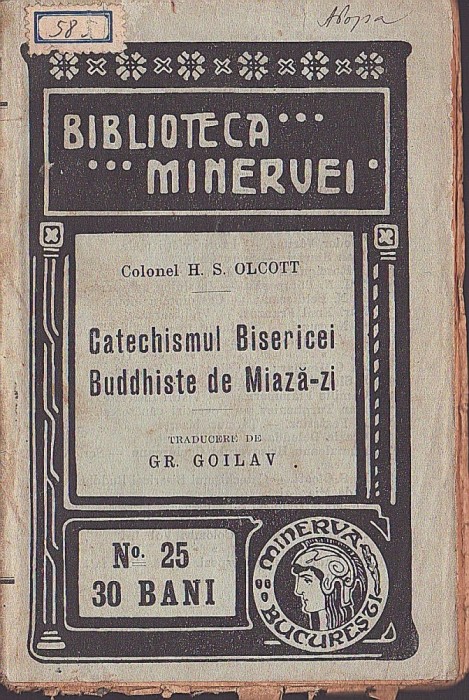 58.
BIBLIOTECA
MINERVEI
Colonel H. S. OLCOTT
Catechismul Bisericei
Buddhiste de Miază-zi
TRADUCERE DE
GR. GOILAV.
No. 25
30 BANI
MINERVA
BUCUREȘTI